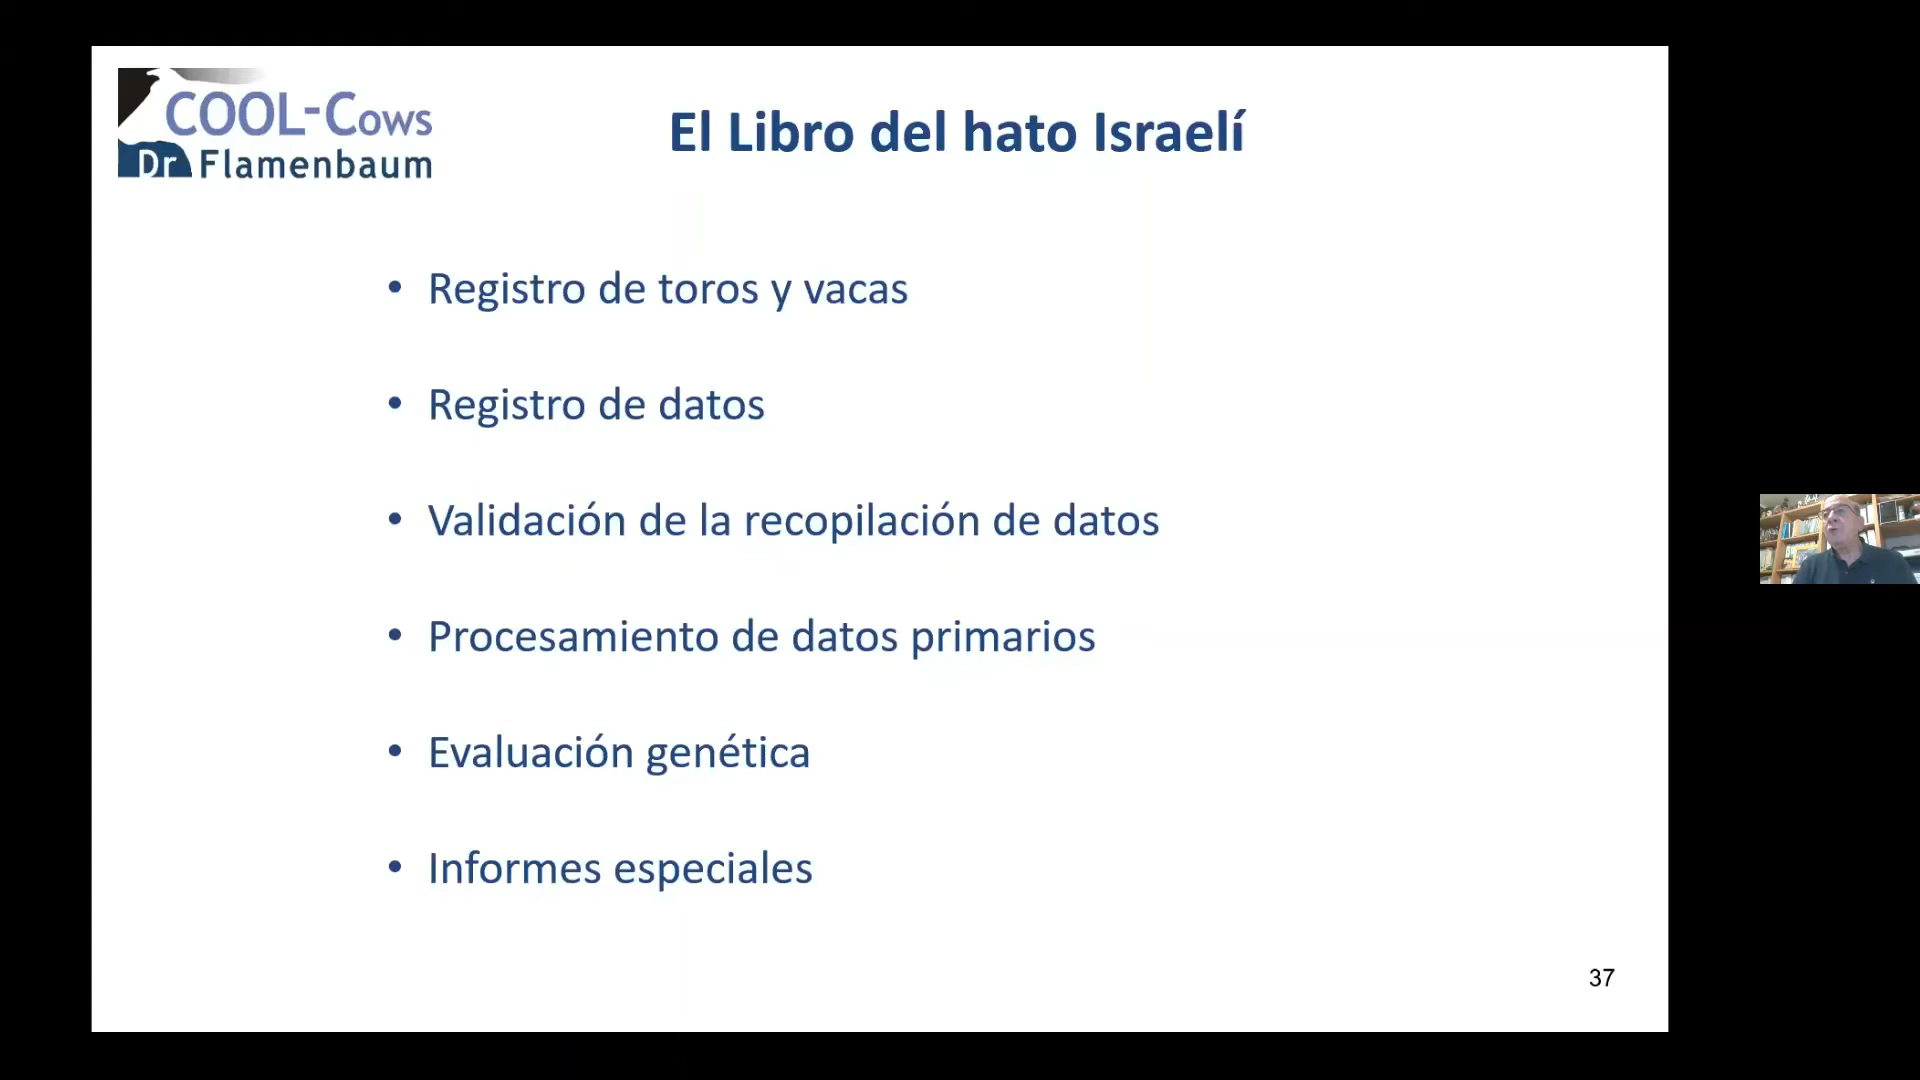 COOL-Cows
Dr Flamenbaum
El Libro del hato Israelí
• Registro de toros y vacas
• Registro de datos
• Validación de la recopilación de datos
• Procesamiento de datos primarios
• Evaluación genética
• Informes especiales
37